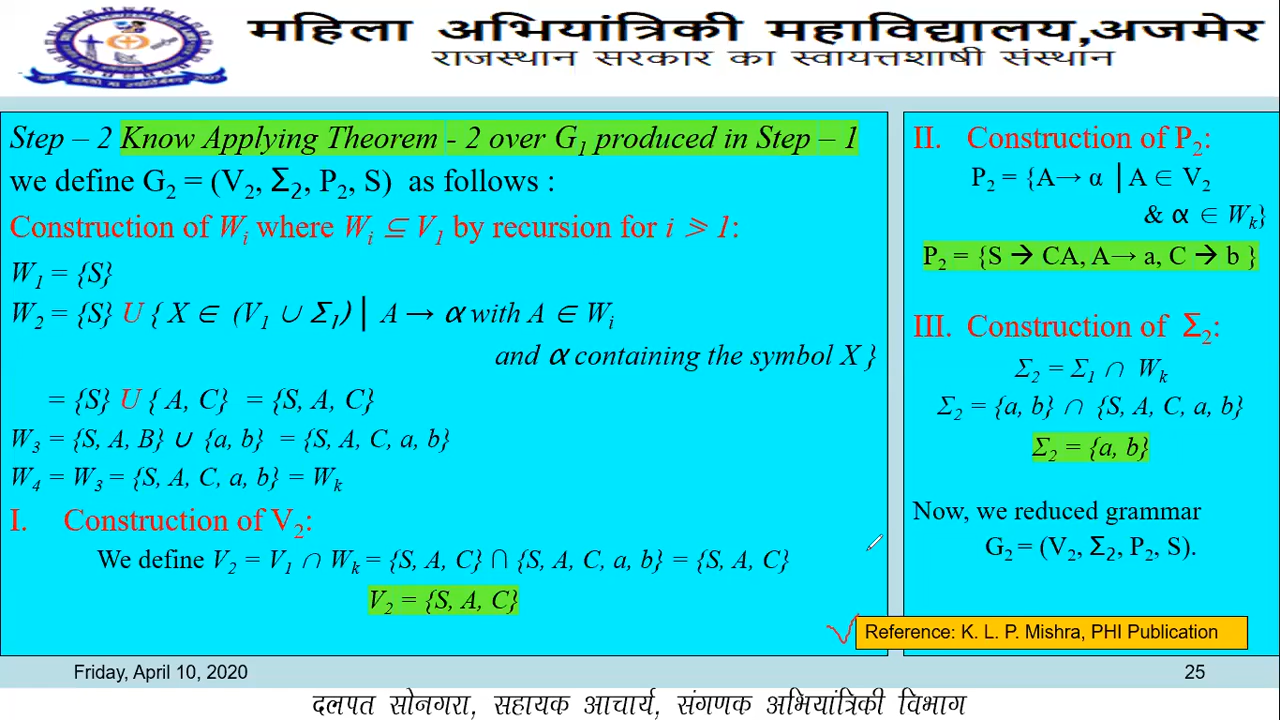 महिला अभियांत्रिकी महाविद्यालय,अजमेर
राजस्थान सरकार का स्वायत्तशाषी संस्थान
Step – 2 Know Applying Theorem - 2 over G₁ produced in Step – 1
we define G₂ = (V₂, Σ₂, P₂, S) as follows :
Construction of Wᵢ where Wᵢ ⊆ V₁ by recursion for i ⩾ 1:
W₁ = {S}
W₂ = {S} U { X ∈ (V₁ ∪ Σ₁) | A → α with A ∈ Wᵢ
and α containing the symbol X }
= {S} U { A, C} = {S, A, C}
W₃ = {S, A, B} ∪ {a, b} = {S, A, C, a, b}
W₄ = W₃ = {S, A, C, a, b} = Wₖ
I. Construction of V₂:
We define V₂ = V₁ ∩ Wₖ = {S, A, C} ⋂ {S, A, C, a, b} = {S, A, C}
V₂ = {S, A, C}
II. Construction of P₂:
P₂ = {A→ α | A ∈ V₂
& α ∈ Wₖ}
P₂ = {S → CA, A→ a, C → b }
III. Construction of Σ₂:
Σ₂ = Σ₁ ∩ Wₖ
Σ₂ = {a, b} ∩ {S, A, C, a, b}
Σ₂ = {a, b}
Now, we reduced grammar
G₂ = (V₂, Σ₂, P₂, S).
Reference: K. L. P. Mishra, PHI Publication
Friday, April 10, 2020
25
दलपत सोनगरा, सहायक आचार्य, संगणक अभियांत्रिकी विभाग